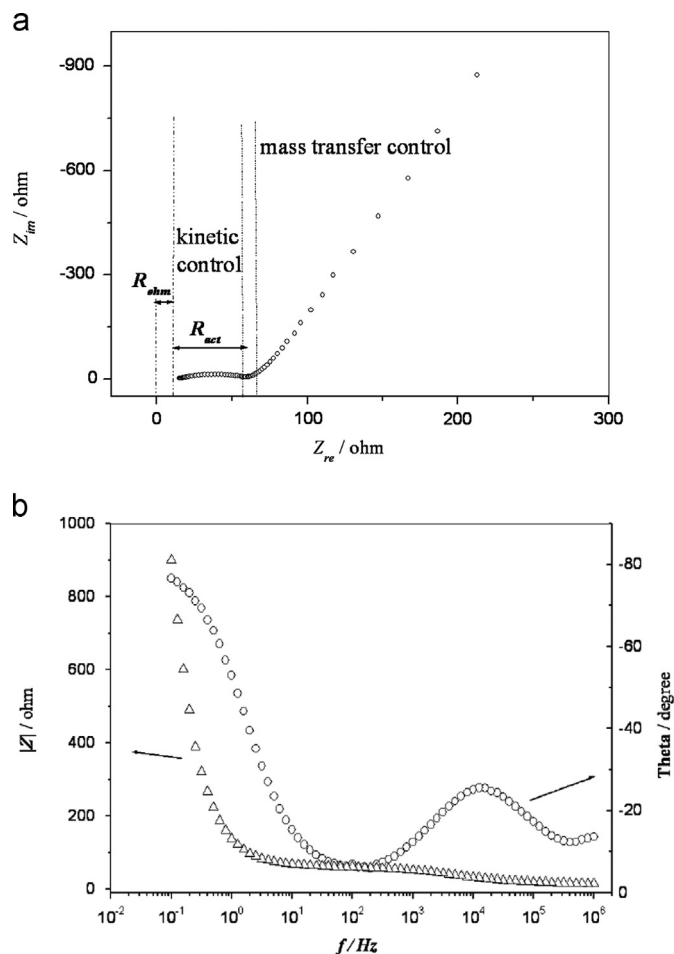 a
-900
-600
-300
0
Z_im / ohm
mass transfer control
kinetic
control
R_ohm
R_act
0 100 200 300
Z_re / ohm
b
1000
800
600
400
200
0
|Z| / ohm
-80
-60
-40
-20
0
Theta / degree
10^-2 10^-1 10^0 10^1 10^2 10^3 10^4 10^5 10^6
f/Hz